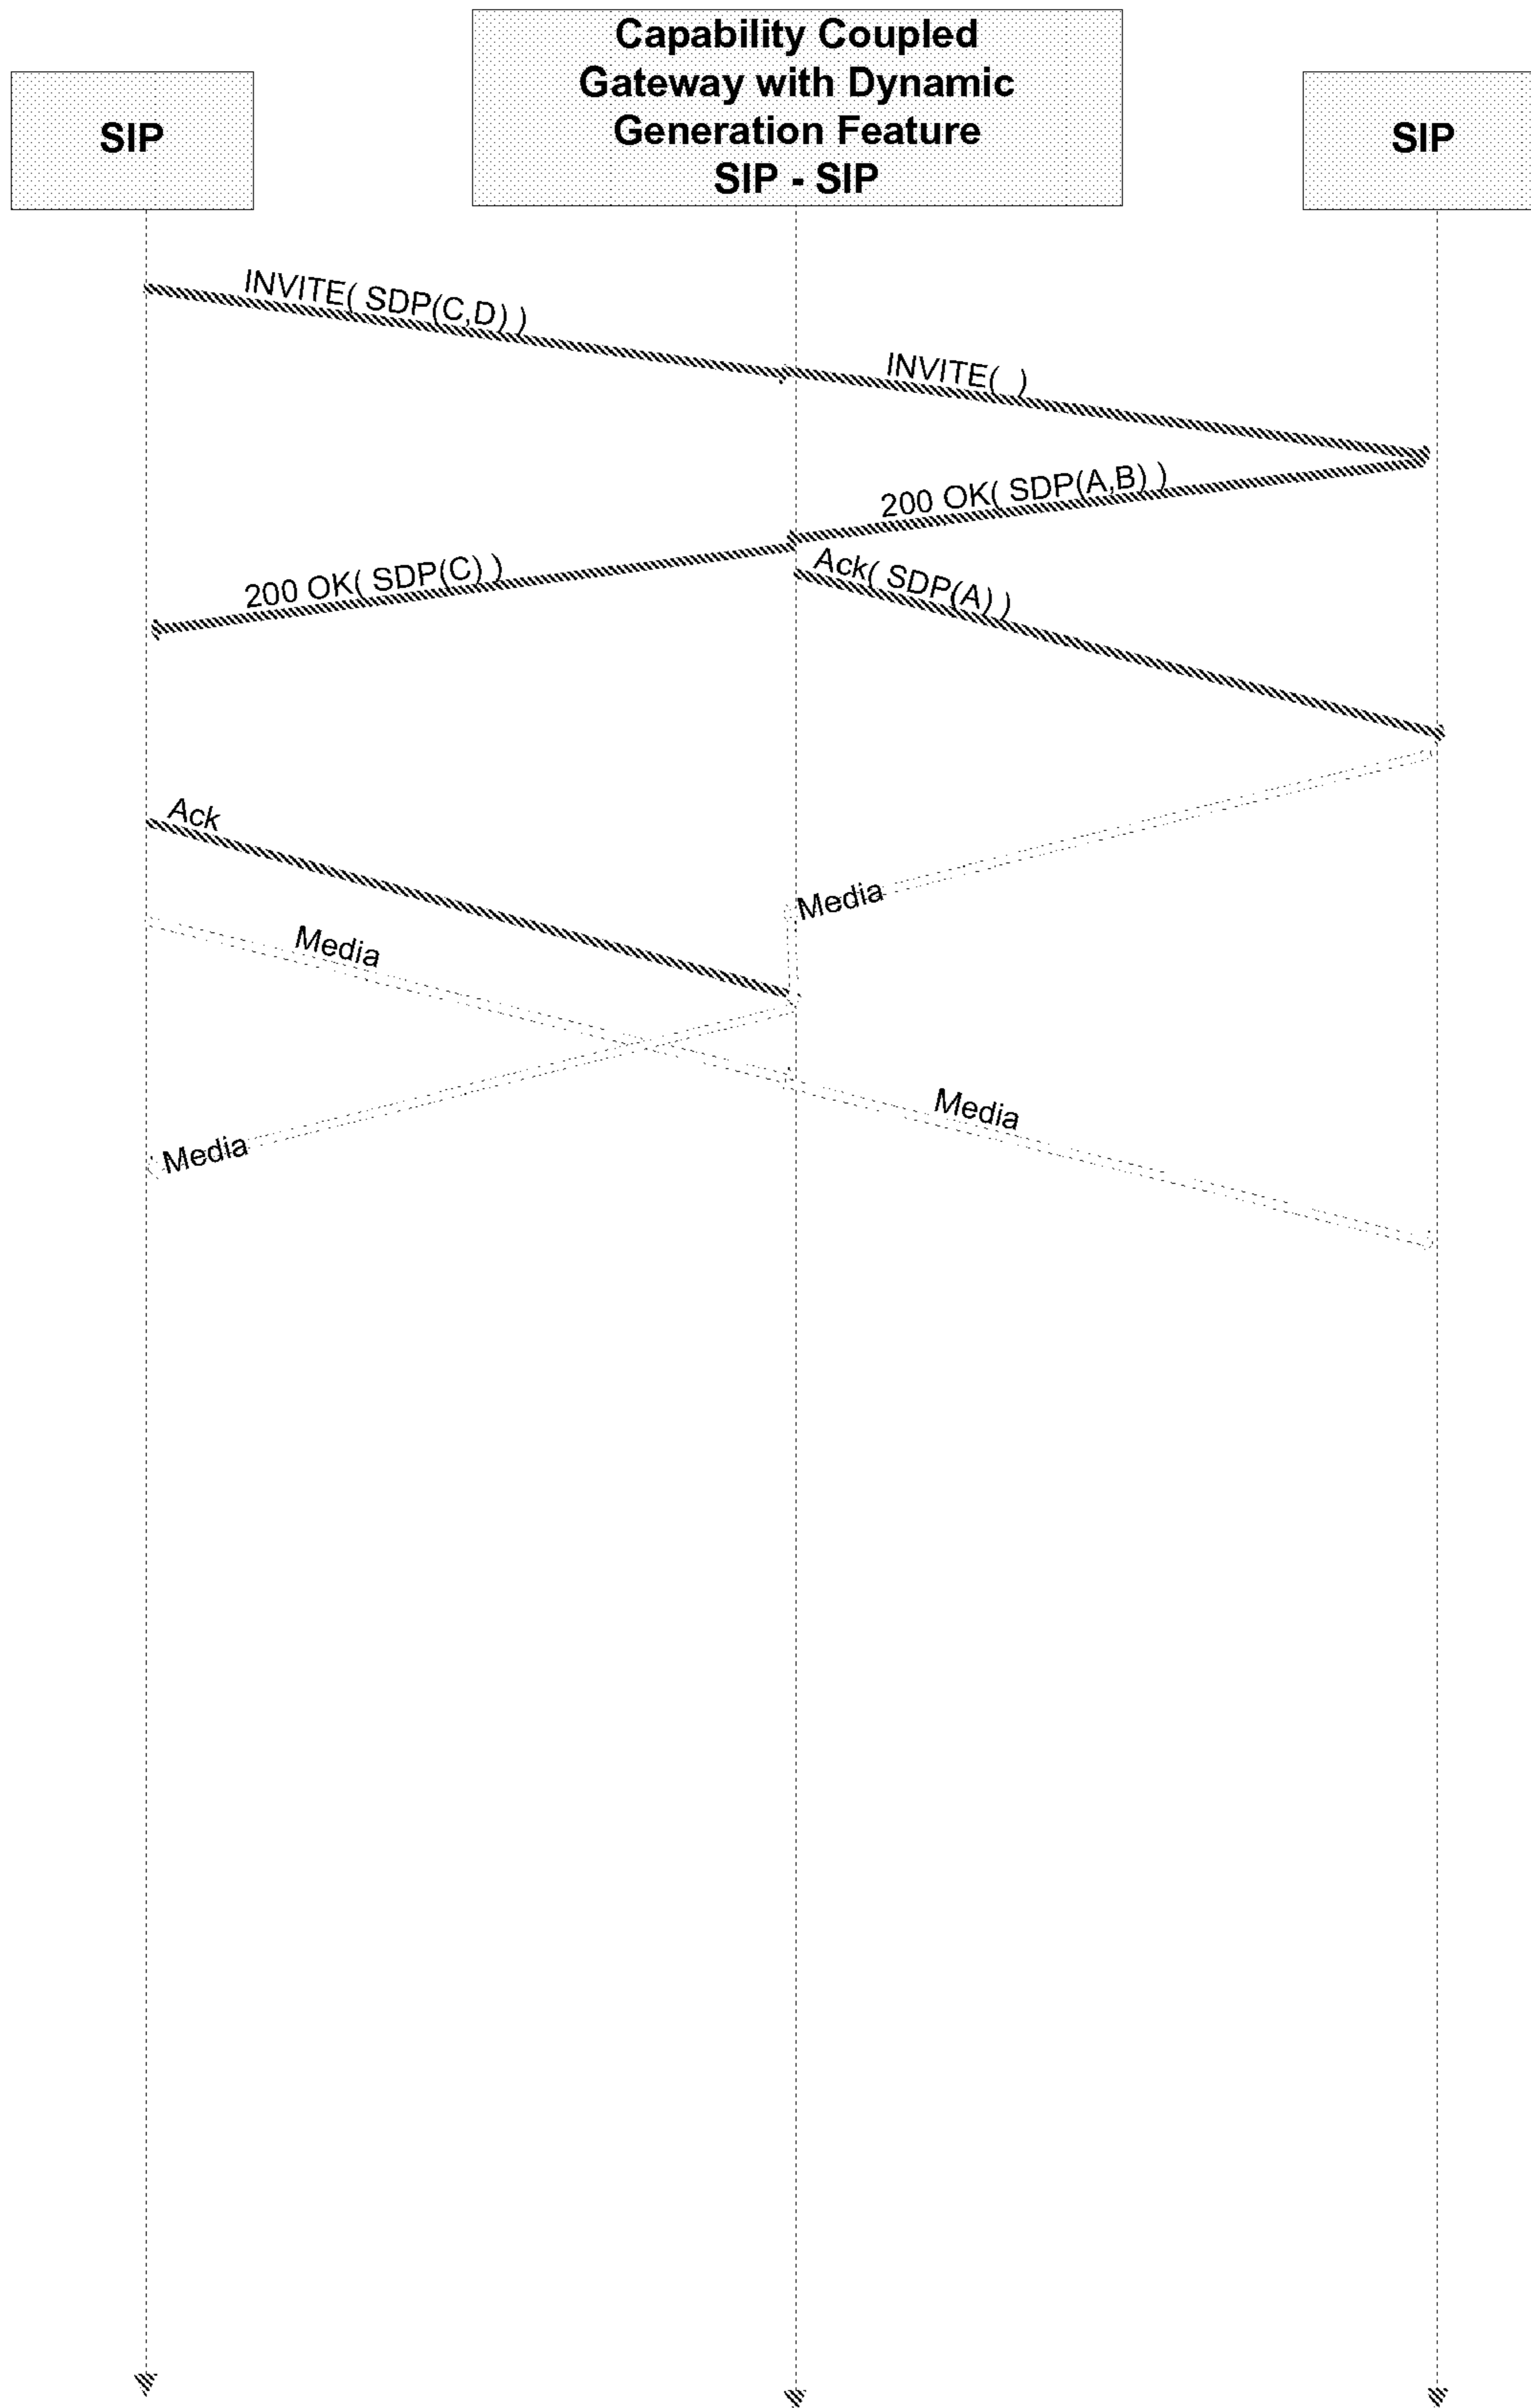 Capability Coupled
Gateway with Dynamic
Generation Feature
SIP - SIP
SIP
SIP
INVITE( SDP(C,D) )
INVITE(  )
200 OK( SDP(A,B) )
200 OK( SDP(C) )
Ack( SDP(A) )
Ack
Media
Media
Media
Media